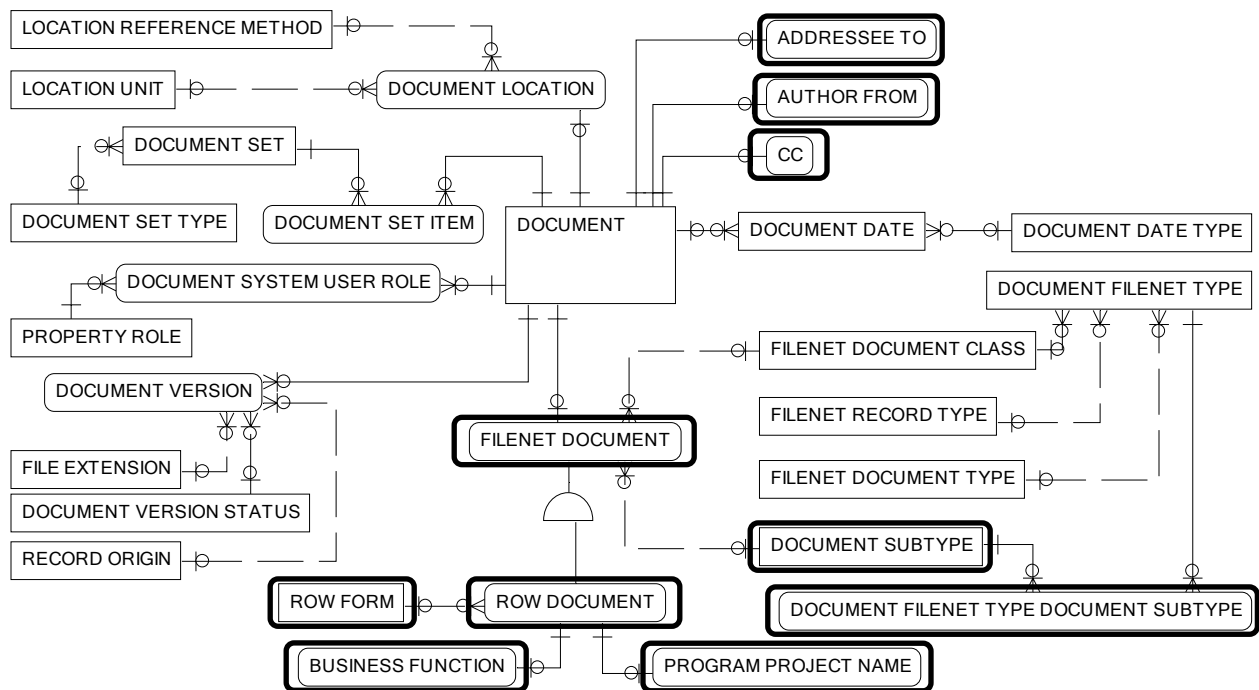 LOCATION REFERENCE METHOD
ADDRESSEE TO
LOCATION UNIT
DOCUMENT LOCATION
AUTHOR FROM
DOCUMENT SET
CC
DOCUMENT SET TYPE
DOCUMENT SET ITEM
DOCUMENT
DOCUMENT DATE
DOCUMENT DATE TYPE
DOCUMENT SYSTEM USER ROLE
DOCUMENT FILENET TYPE
PROPERTY ROLE
FILENET DOCUMENT CLASS
DOCUMENT VERSION
FILENET RECORD TYPE
FILENET DOCUMENT
FILE EXTENSION
FILENET DOCUMENT TYPE
DOCUMENT VERSION STATUS
DOCUMENT SUBTYPE
RECORD ORIGIN
ROW FORM
ROW DOCUMENT
DOCUMENT FILENET TYPE DOCUMENT SUBTYPE
BUSINESS FUNCTION
PROGRAM PROJECT NAME